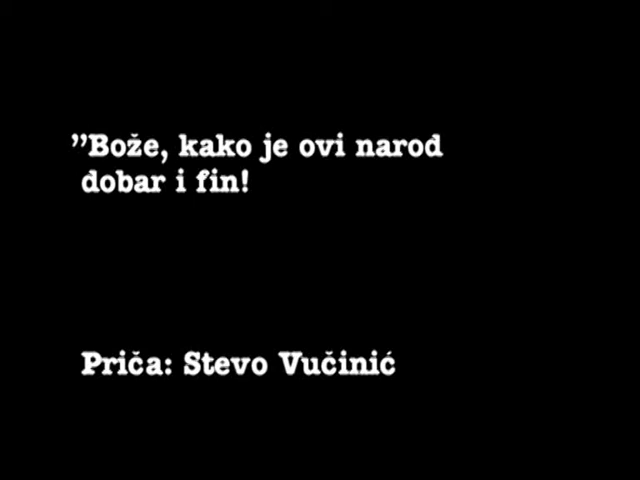 ”Bože, kako je ovi narod
dobar i fin!
Priča: Stevo Vučinić